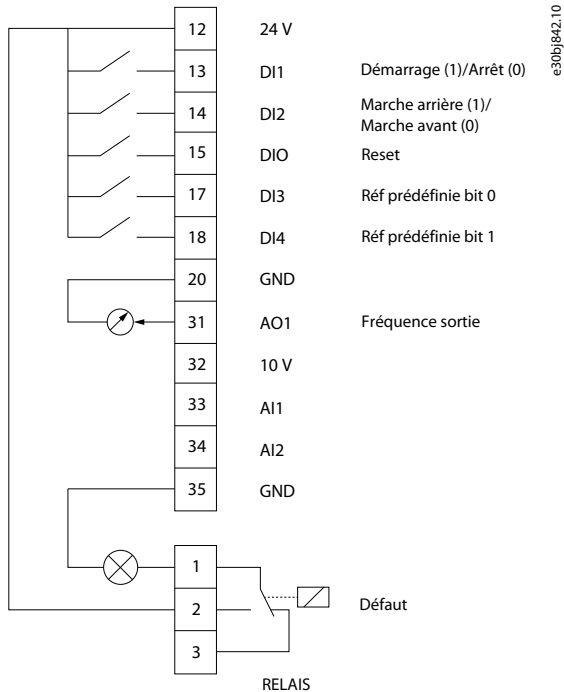 e30bj842.10
12 24 V
13 DI1 Démarrage (1)/Arrêt (0)
14 DI2 Marche arrière (1)/
Marche avant (0)
15 DIO Reset
17 DI3 Réf prédéfinie bit 0
18 DI4 Réf prédéfinie bit 1
20 GND
31 AO1 Fréquence sortie
32 10 V
33 AI1
34 AI2
35 GND
1
2 Défaut
3
RELAIS